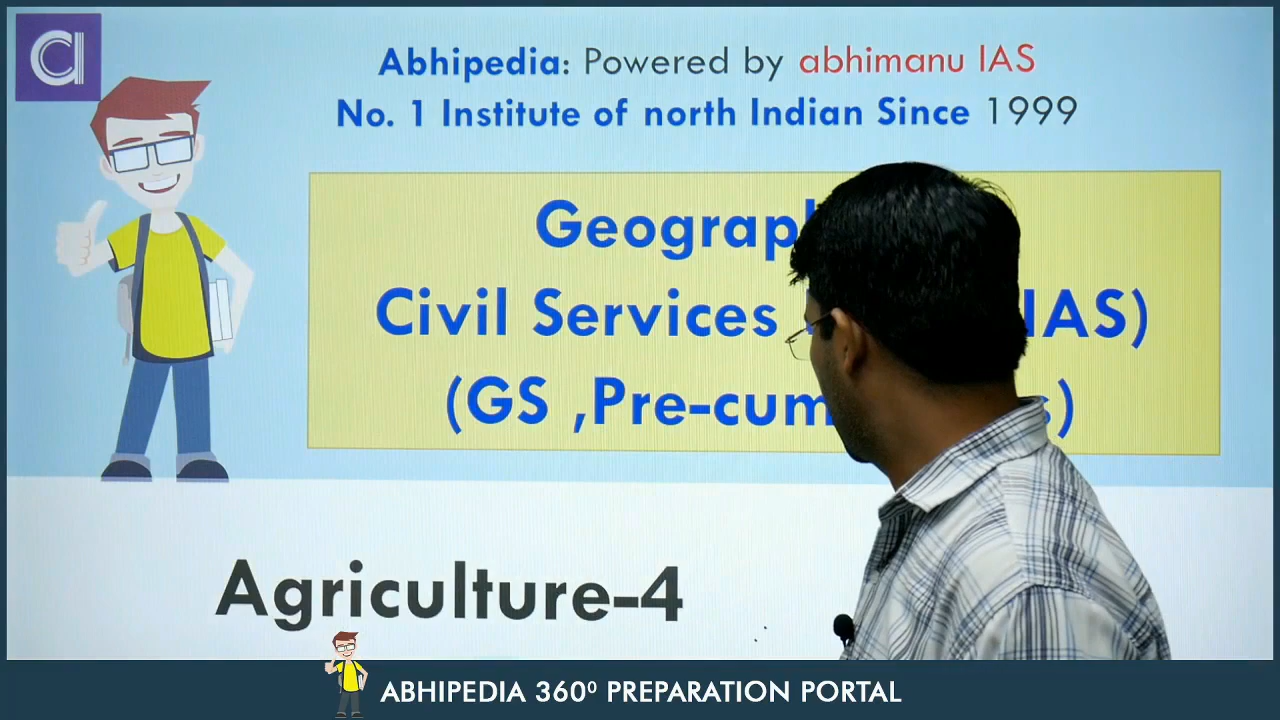 a
Abhipedia: Powered by abhimanu IAS
No. 1 Institute of north Indian Since 1999
Civil Services IAS)
(GS ,Pre-cum
Agriculture-4
ABHIPEDIA 360⁰ PREPARATION PORTAL